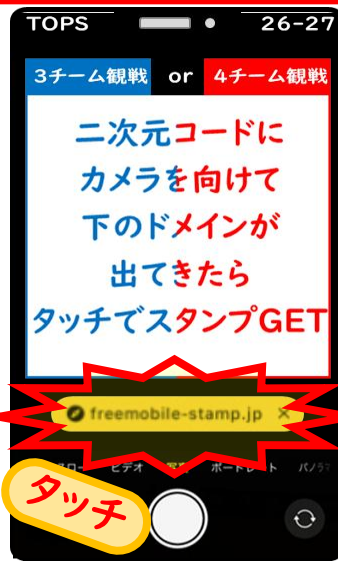 TOPS 26-27
3チーム観戦 or 4チーム観戦
二次元コードに
カメラを向けて
下のドメインが
出てきたら
タッチでスタンプGET
freemobile-stamp.jp ×
ビデオ 写真 ポートレート
タッチ